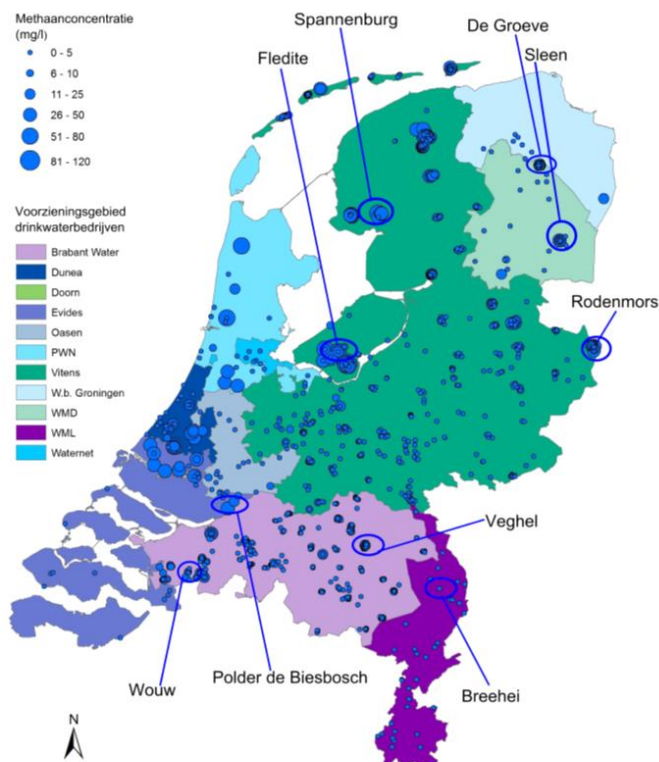 Methaanconcentratie
(mg/l)
0 - 5
6 - 10
11 - 25
26 - 50
51 - 80
81 - 120
Voorzieningsgebied
drinkwaterbedrijven
Brabant Water
Dunea
Doorn
Evides
Oasen
PWN
Vitens
W.b. Groningen
WMD
WML
Waternet
Spannenburg
Fledite
De Groeve
Sleen
Rodenmors
Veghel
Breehei
Polder de Biesbosch
Wouw
N